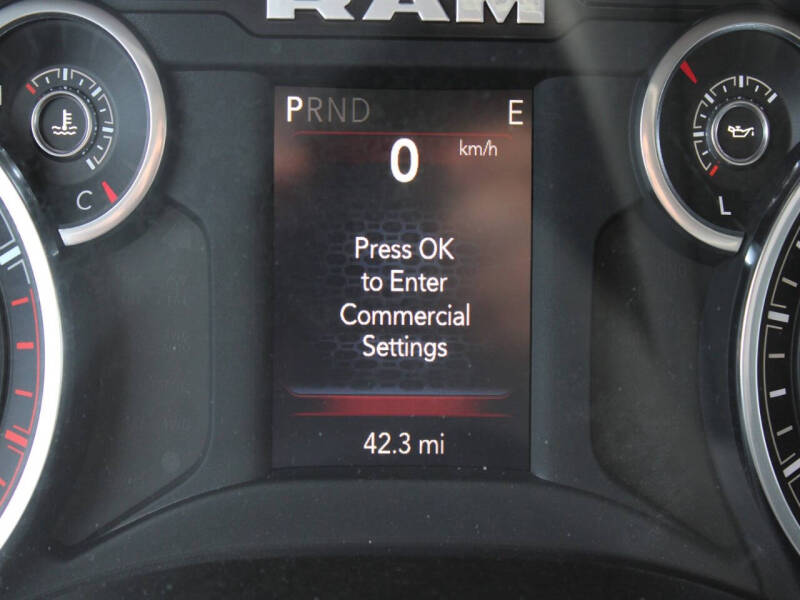 RAM
PRND E
0 km/h
Press OK
to Enter
Commercial
Settings
42.3 mi
C
L